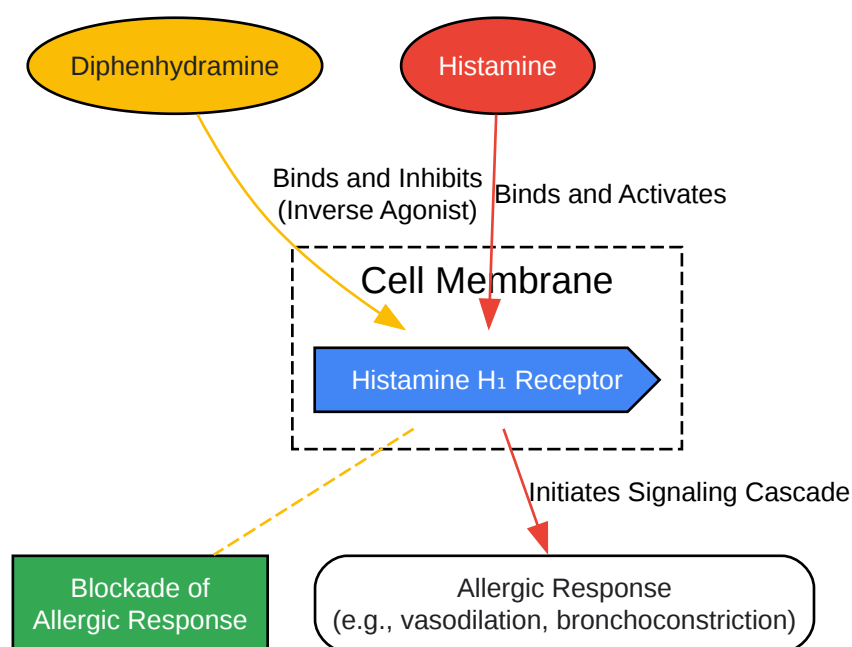 Diphenhydramine
Histamine
Binds and Inhibits
(Inverse Agonist)
Binds and Activates
Cell Membrane
Histamine H₁ Receptor
Initiates Signaling Cascade
Blockade of
Allergic Response
Allergic Response
(e.g., vasodilation, bronchoconstriction)